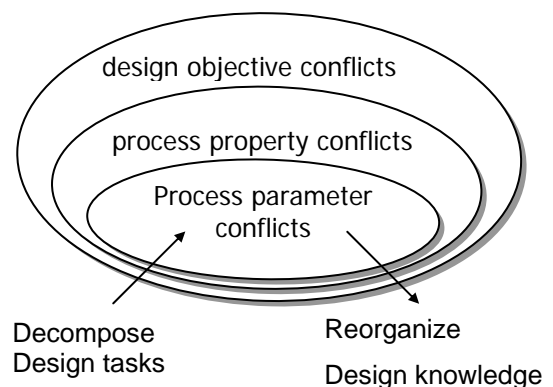 design objective conflicts
process property conflicts
Process parameter
conflicts
Decompose
Design tasks
Reorganize
Design knowledge